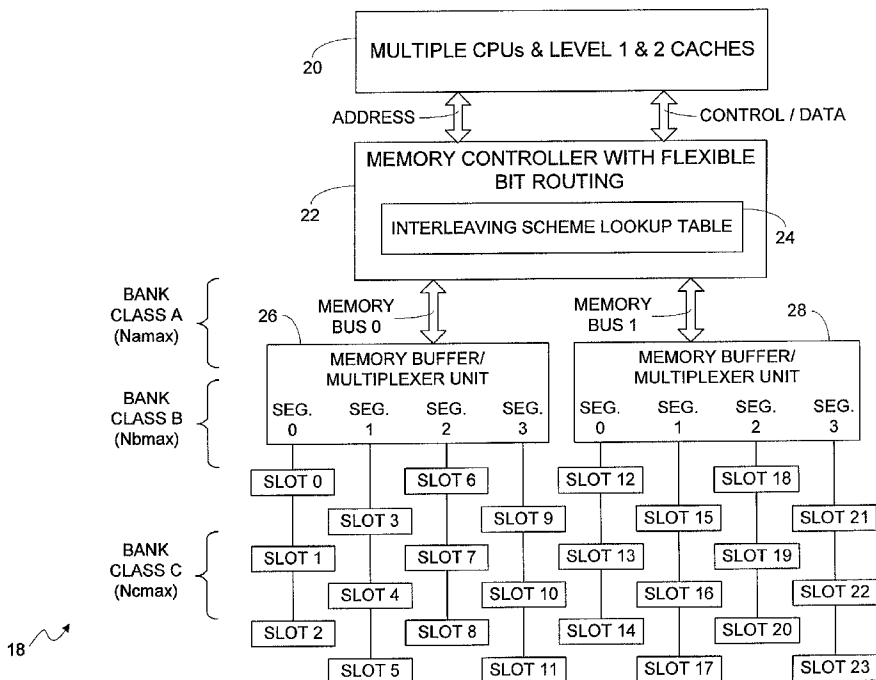 MULTIPLE CPUs & LEVEL 1 & 2 CACHES
20
ADDRESS
CONTROL / DATA
MEMORY CONTROLLER WITH FLEXIBLE
BIT ROUTING
22
INTERLEAVING SCHEME LOOKUP TABLE
24
BANK
CLASS A
(Namax)
MEMORY
BUS 0
MEMORY
BUS 1
26
28
MEMORY BUFFER/
MULTIPLEXER UNIT
MEMORY BUFFER/
MULTIPLEXER UNIT
BANK
CLASS B
(Nbmax)
SEG. SEG. SEG. SEG.
0 1 2 3
SEG. SEG. SEG. SEG.
0 1 2 3
SLOT 0 SLOT 6 SLOT 12 SLOT 18
SLOT 3 SLOT 9 SLOT 15 SLOT 21
BANK
CLASS C
(Ncmax)
SLOT 1 SLOT 7 SLOT 13 SLOT 19
SLOT 4 SLOT 10 SLOT 16 SLOT 22
SLOT 2 SLOT 8 SLOT 14 SLOT 20
SLOT 5 SLOT 11 SLOT 17 SLOT 23
18